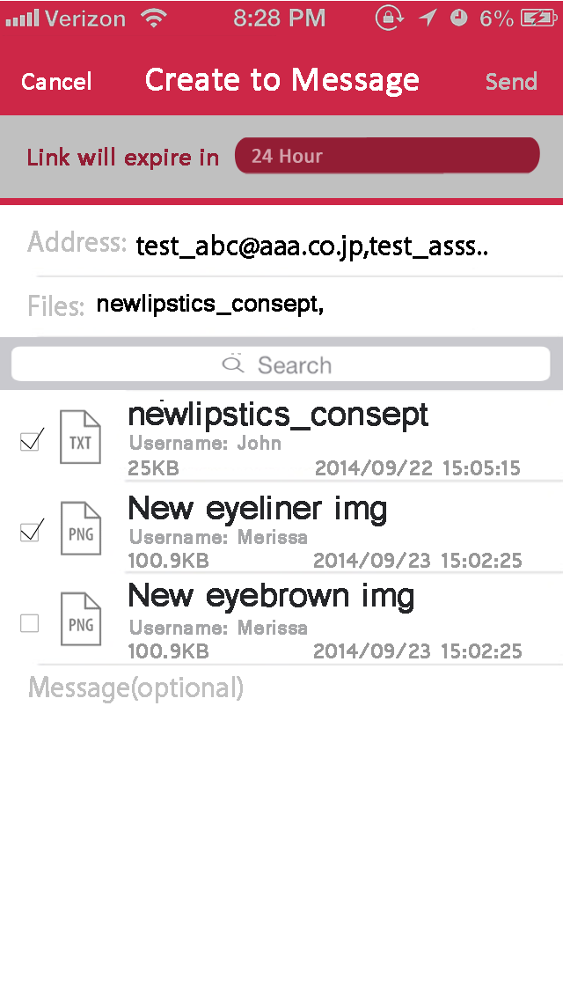 Verizon 8:28 PM 6%
Cancel Create to Message Send
Link will expire in 24 Hour
Address: test_abc@aaa.co.jp,test_asss..
Files: newlipstics_consept,
Search
newlipstics_consept
TXT
Username: John
25KB 2014/09/22 15:05:15
New eyeliner img
PNG
Username: Merissa
100.9KB 2014/09/23 15:02:25
New eyebrown img
PNG
Username: Merissa
100.9KB 2014/09/23 15:02:25
Message(optional)